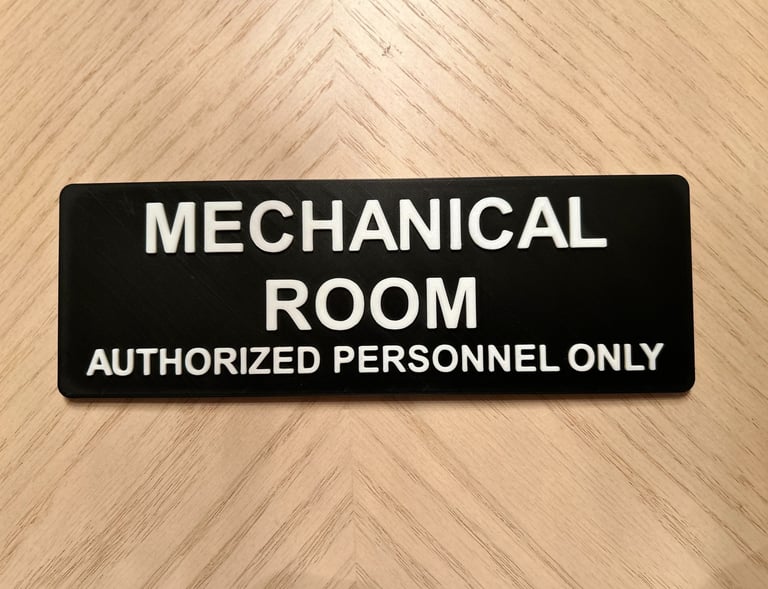 MECHANICAL
ROOM
AUTHORIZED PERSONNEL ONLY